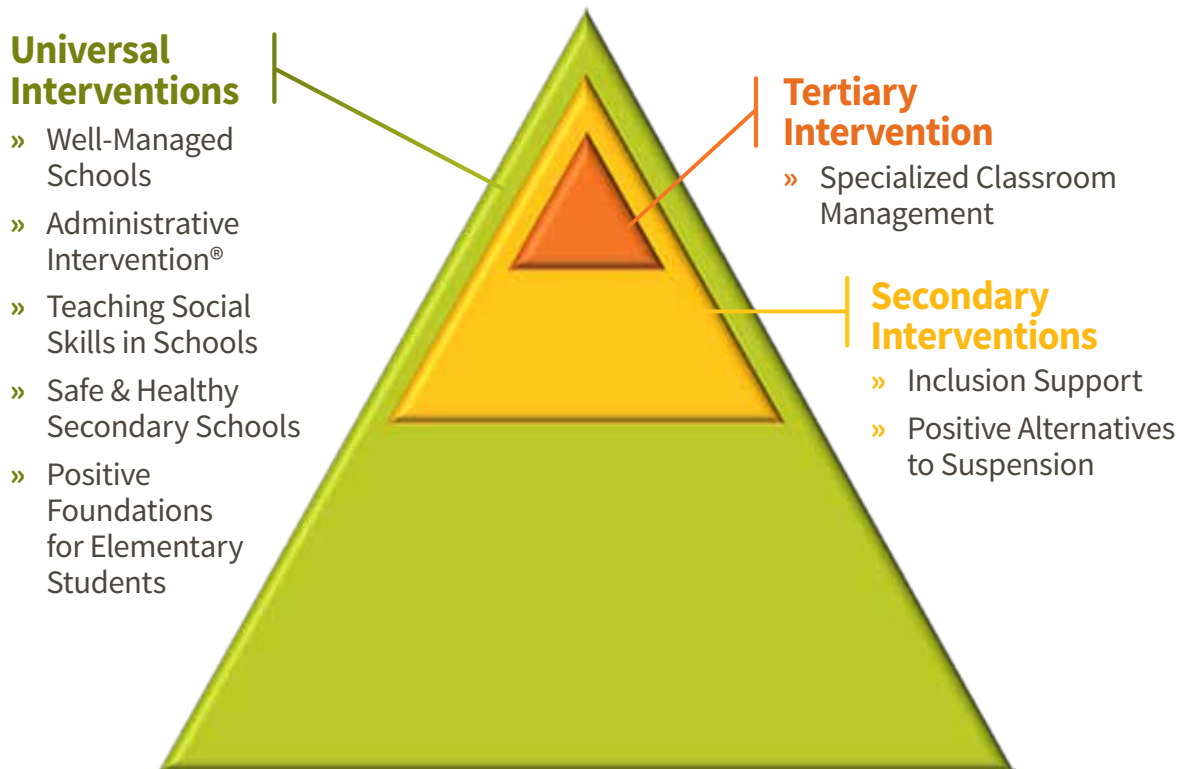 Universal
Interventions
» Well-Managed
Schools
» Administrative
Intervention®
» Teaching Social
Skills in Schools
» Safe & Healthy
Secondary Schools
» Positive
Foundations
for Elementary
Students
Tertiary
Intervention
» Specialized Classroom
Management
Secondary
Interventions
» Inclusion Support
» Positive Alternatives
to Suspension